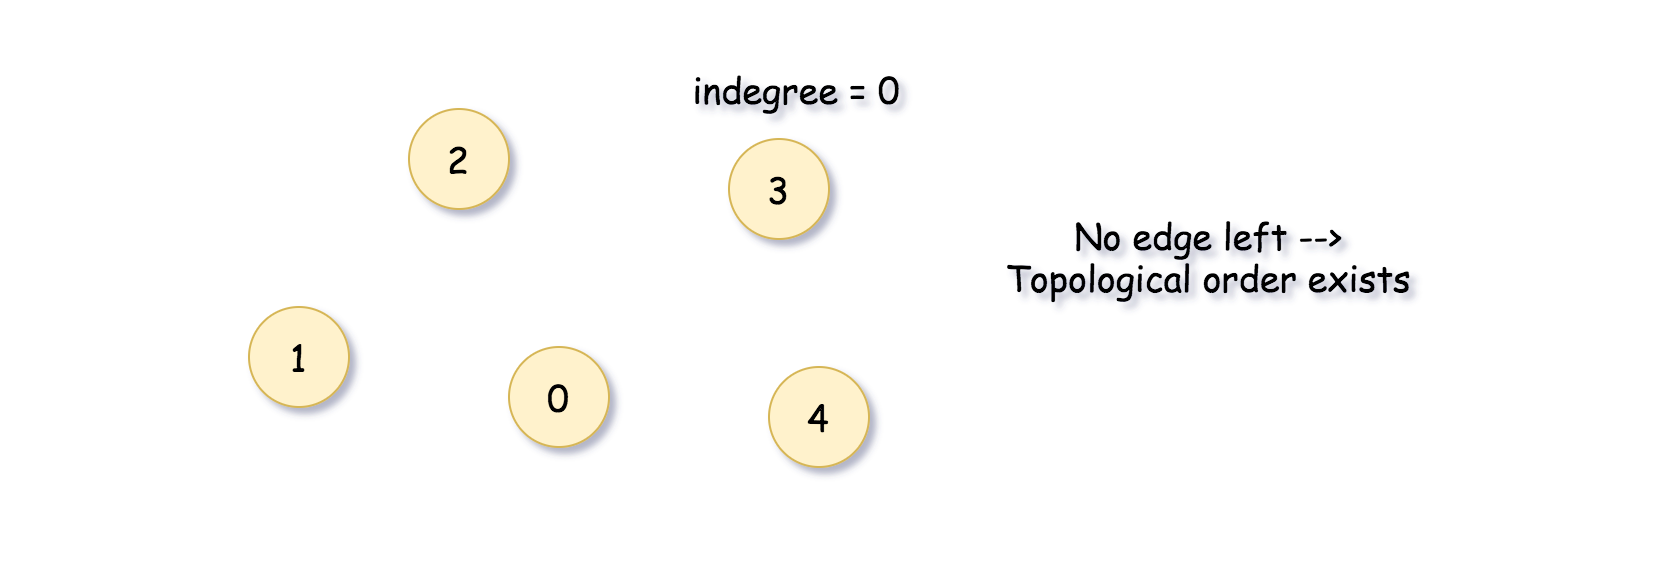 indegree = 0
2
3
No edge left -->
Topological order exists
1
0
4